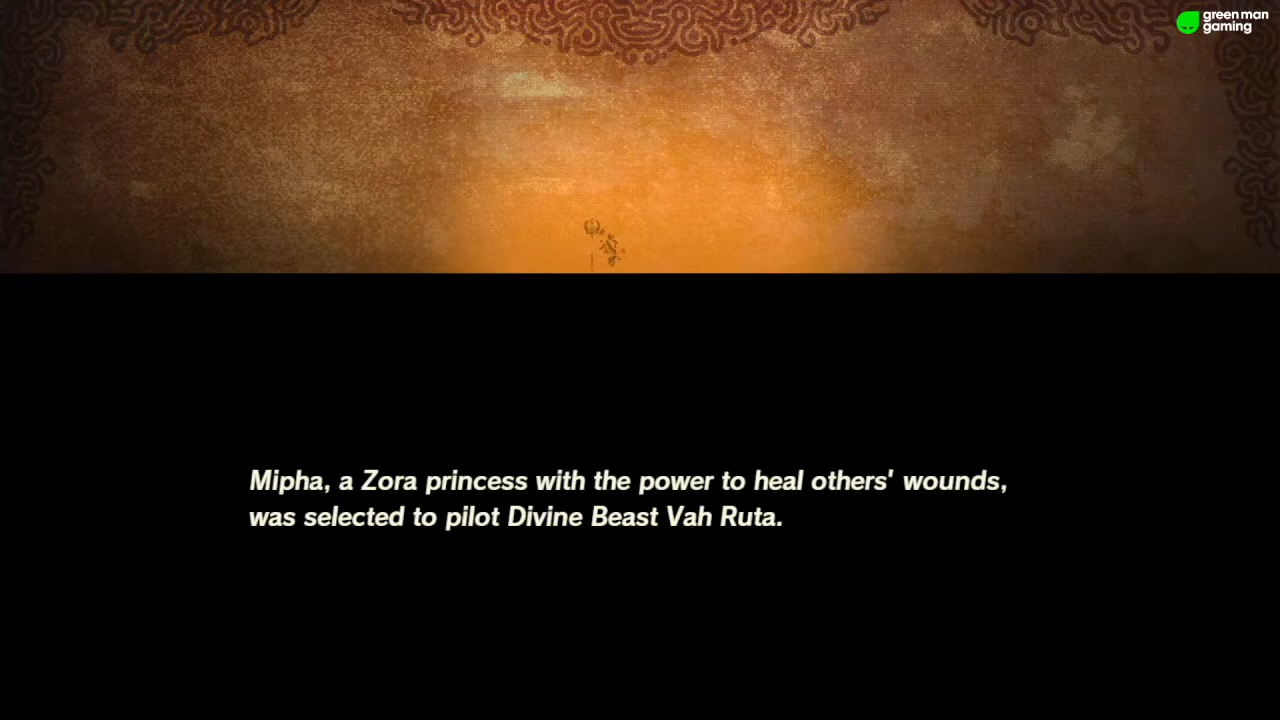 green man
gaming
Mipha, a Zora princess with the power to heal others' wounds,
was selected to pilot Divine Beast Vah Ruta.